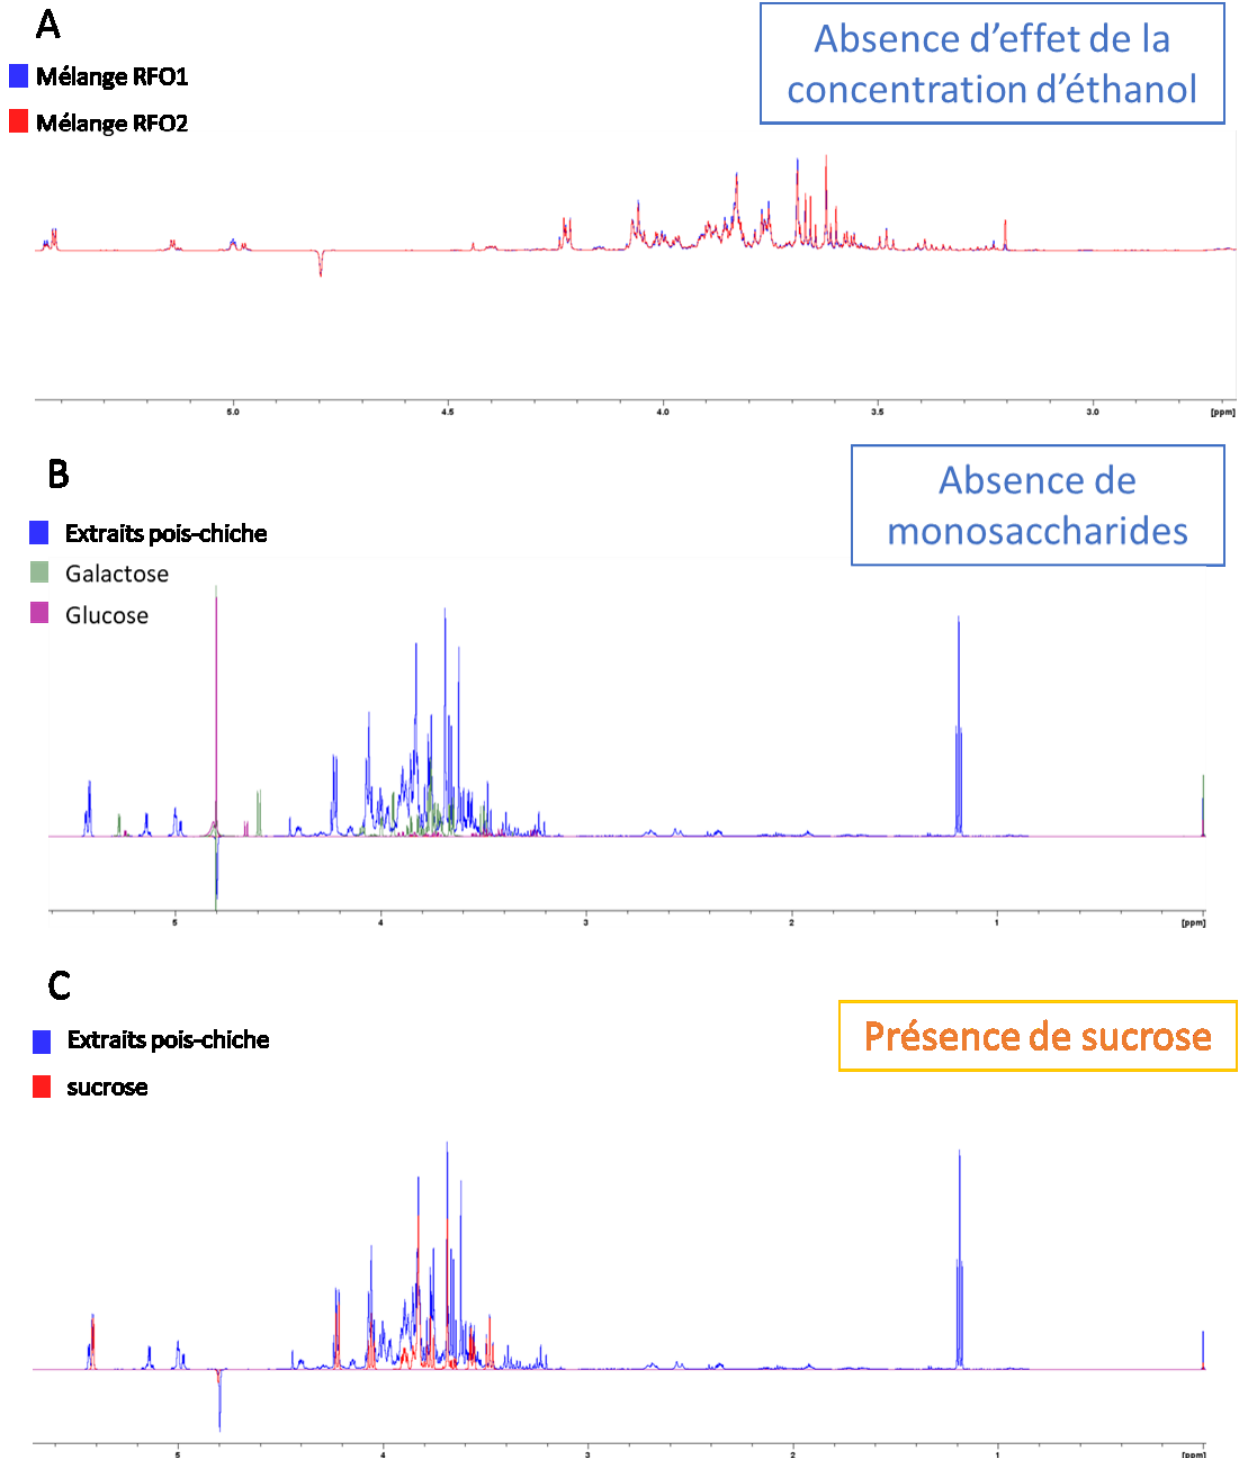 A
Absence d'effet de la
concentration d'éthanol
Mélange RFO1
Mélange RFO2
5.0 4.5 4.0 3.5 3.0 [ppm]
B
Absence de
monosaccharides
Extraits pois-chiche
Galactose
Glucose
5 4 3 2 1 [ppm]
C
Présence de sucrose
Extraits pois-chiche
sucrose
5 4 3 2 1 [ppm]